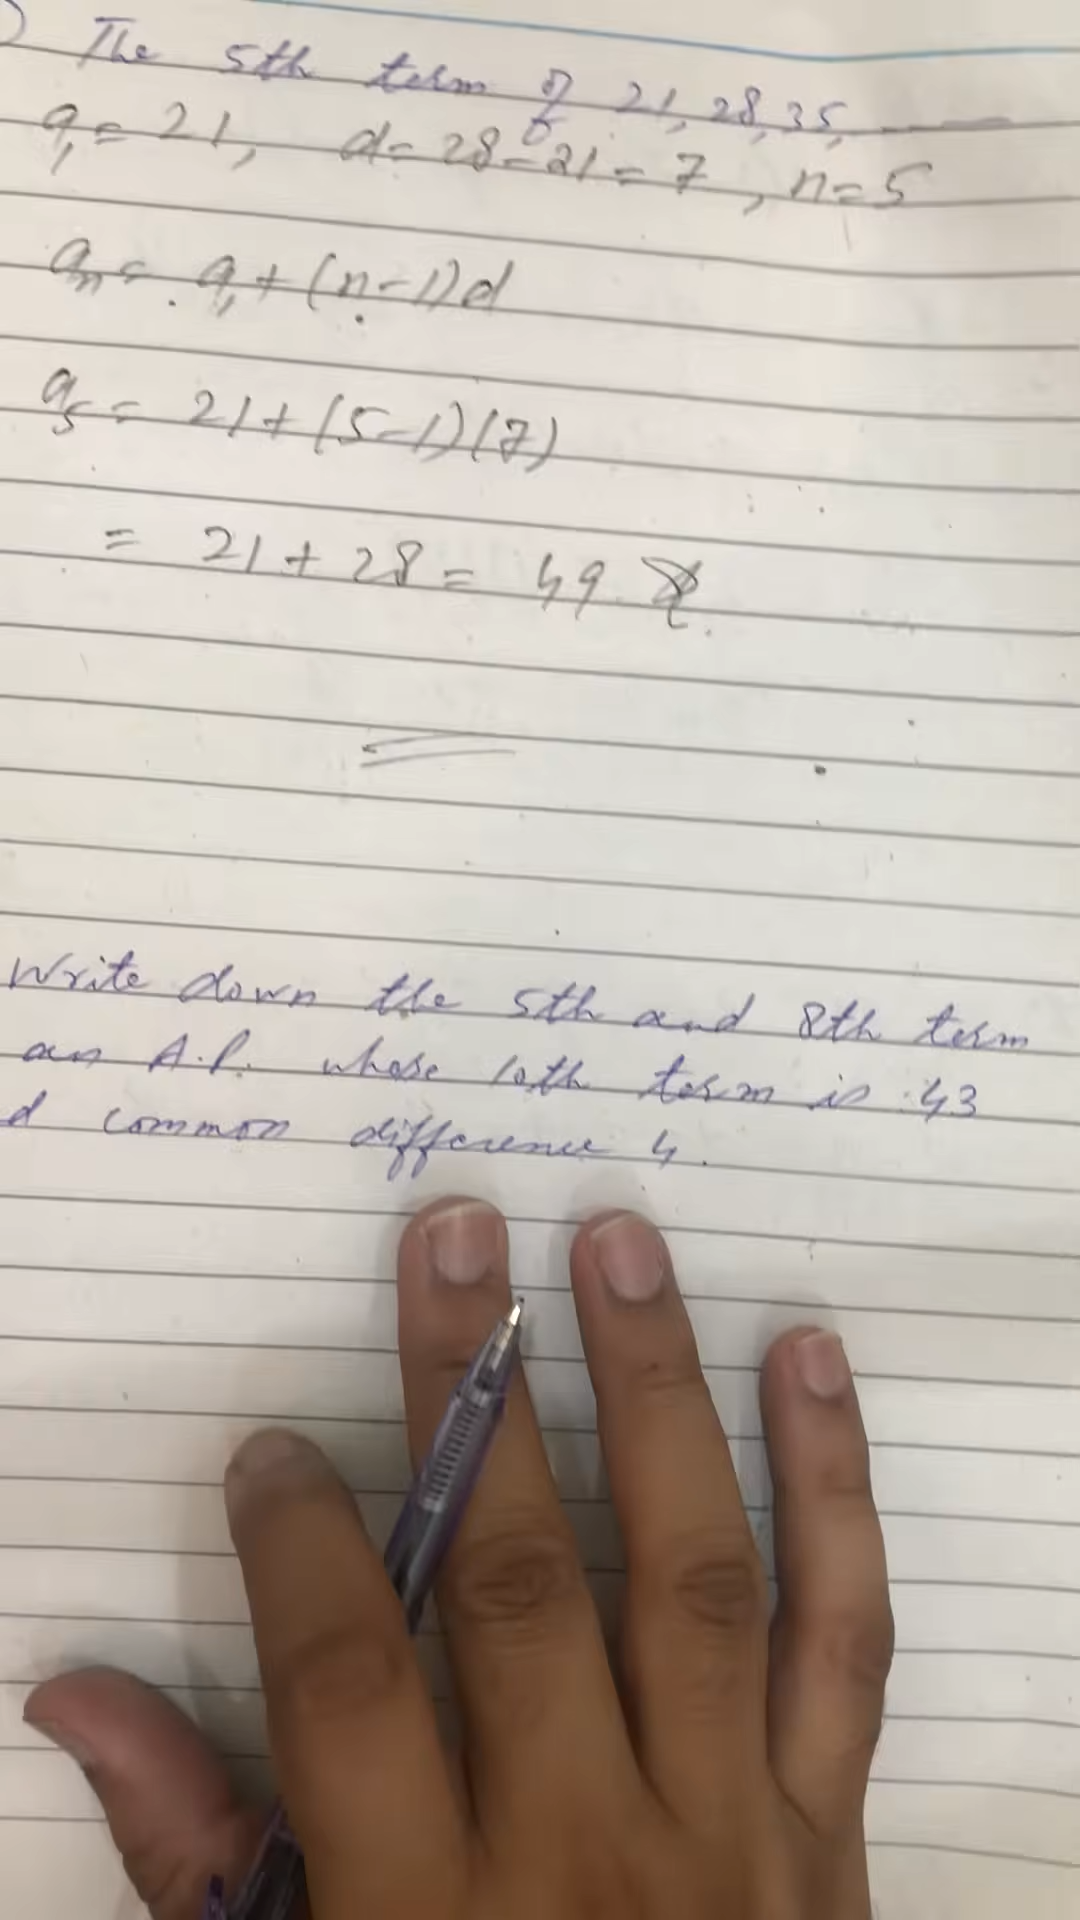 ) The 5th term of 21, 28, 35, ___
a₁ = 21, d = 28 - 21 = 7, n = 5
aₙ = a₁ + (n-1)d
a₅ = 21 + (5-1)(7)
= 21 + 28 = 49
Write down the 5th and 8th term
an A.P. whose 10th term is 43
d common difference 4.